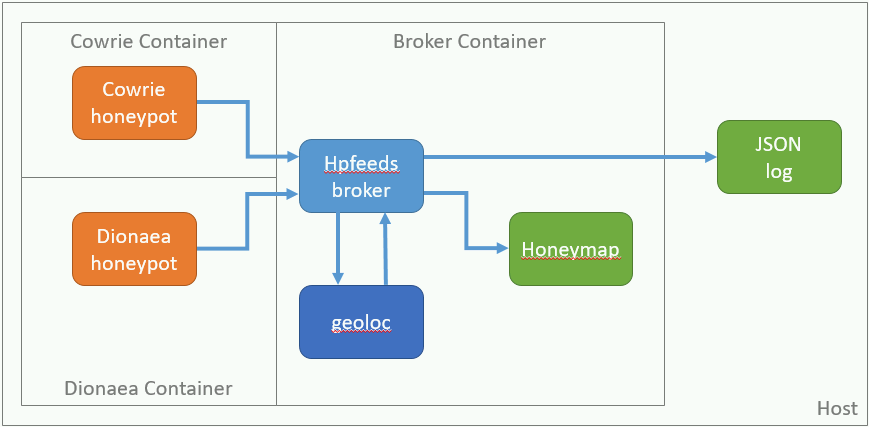 Cowrie Container
Broker Container
Cowrie
honeypot
Hpfeeds
broker
JSON
log
Dionaea
honeypot
Honeymap
geoloc
Dionaea Container
Host